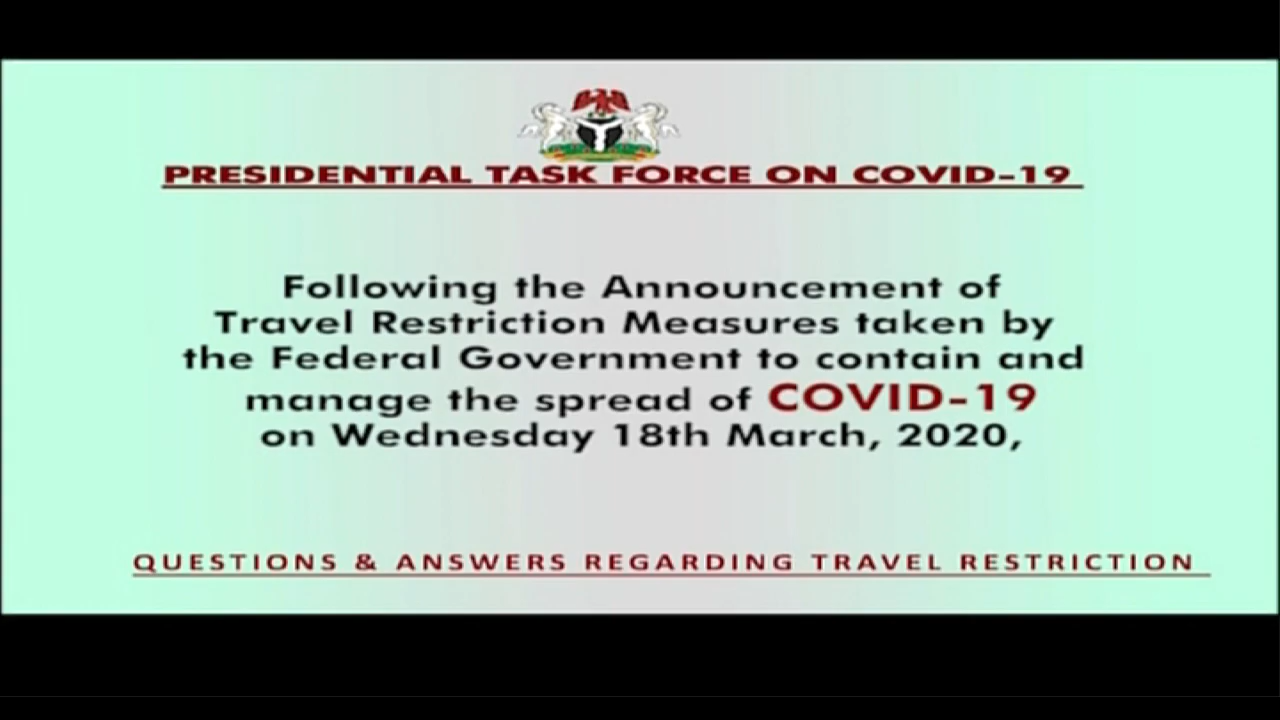 PRESIDENTIAL TASK FORCE ON COVID-19
Following the Announcement of
Travel Restriction Measures taken by
the Federal Government to contain and
manage the spread of COVID-19
on Wednesday 18th March, 2020,
QUESTIONS & ANSWERS REGARDING TRAVEL RESTRICTION